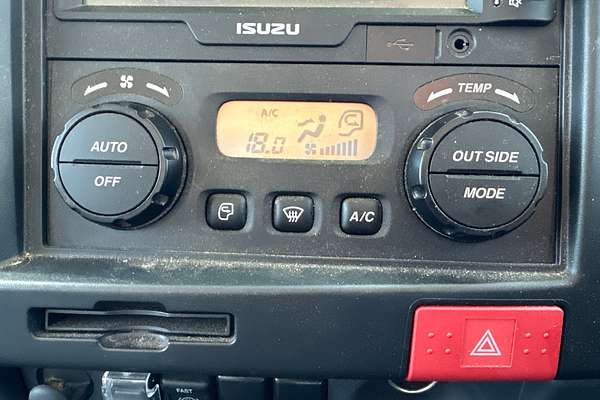 ISUZU
TEMP
A/C
18.0
AUTO
OFF
OUT SIDE
MODE
A/C
FAST